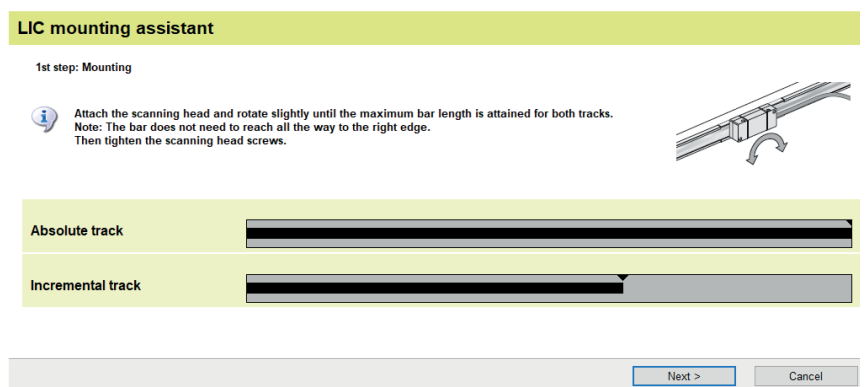 LIC mounting assistant
1st step: Mounting
Attach the scanning head and rotate slightly until the maximum bar length is attained for both tracks.
Note: The bar does not need to reach all the way to the right edge.
Then tighten the scanning head screws.
Absolute track
Incremental track
Next >
Cancel